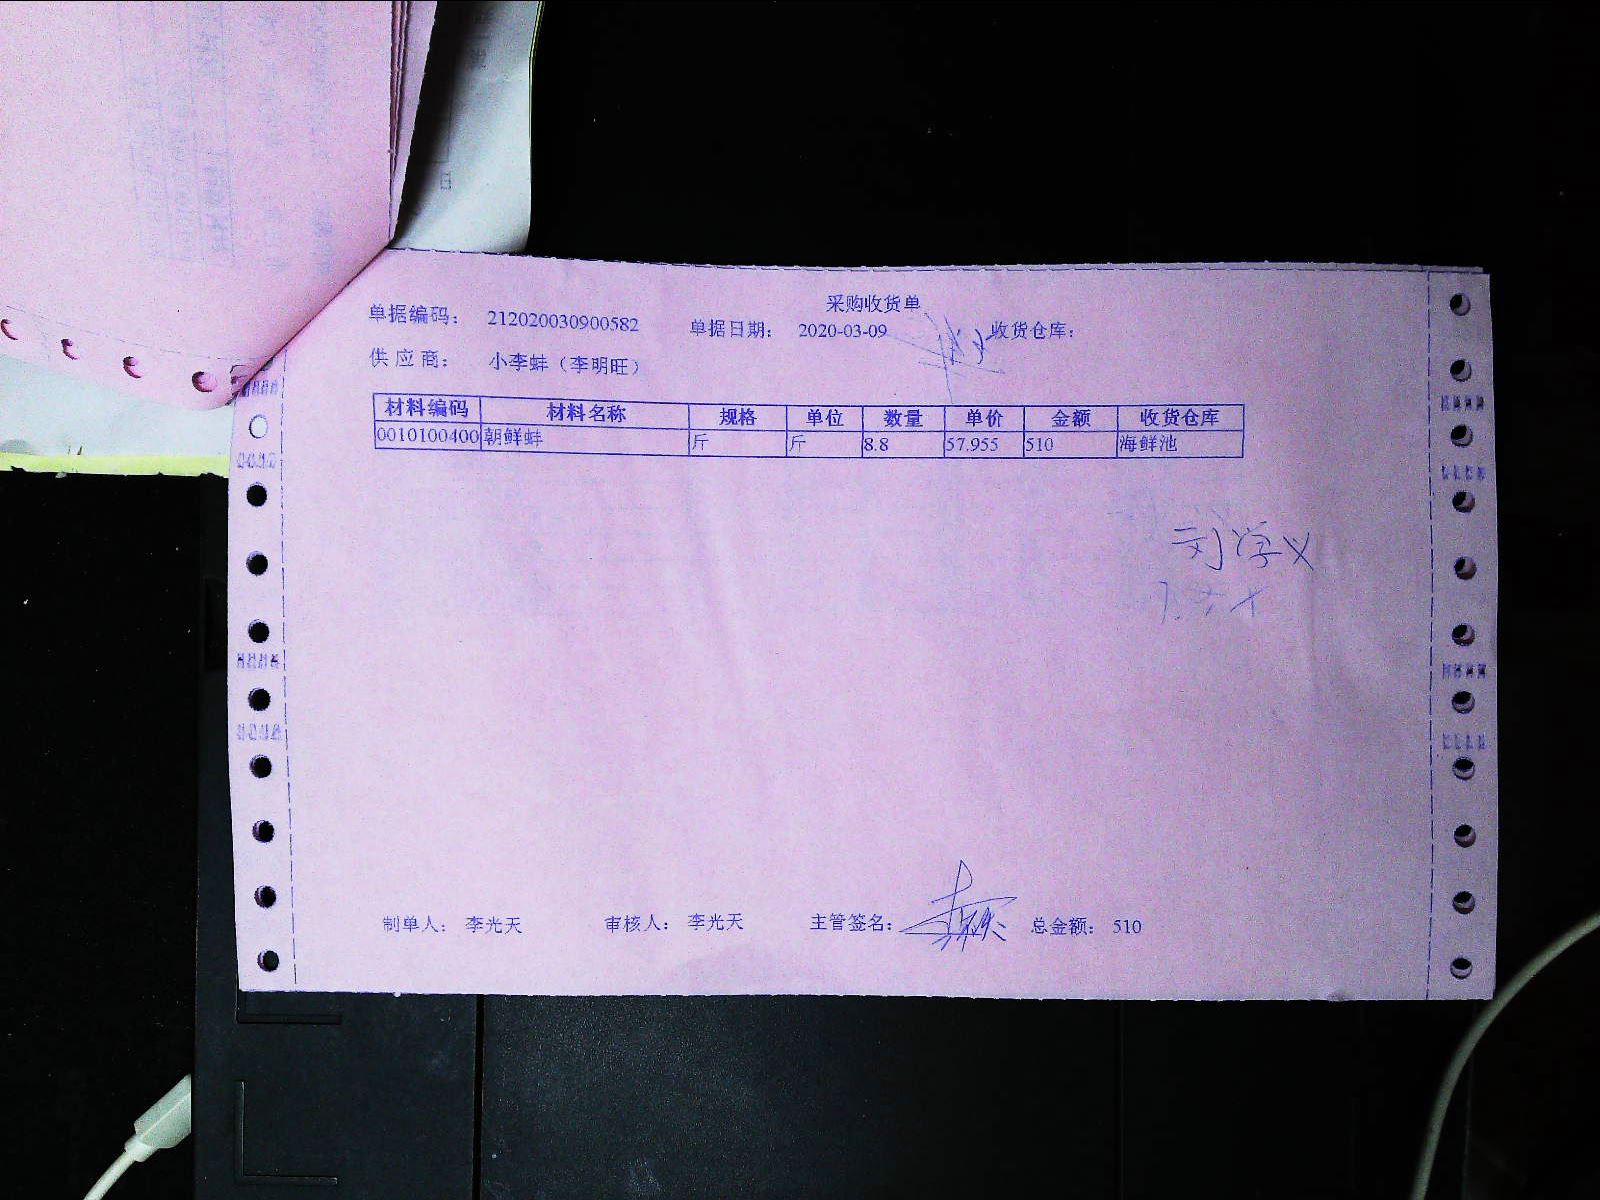 采购收货单
单据编码： 212020030900582 单据日期： 2020-03-09 收货仓库：
供 应 商： 小李蚌（李明旺）
材料编码 材料名称 规格 单位 数量 单价 金额 收货仓库
0010100400 朝鲜蚌 斤 斤 8.8 57.955 510 海鲜池
刘学义
制单人： 李光天 审核人： 李光天 主管签名： 总金额： 510
日